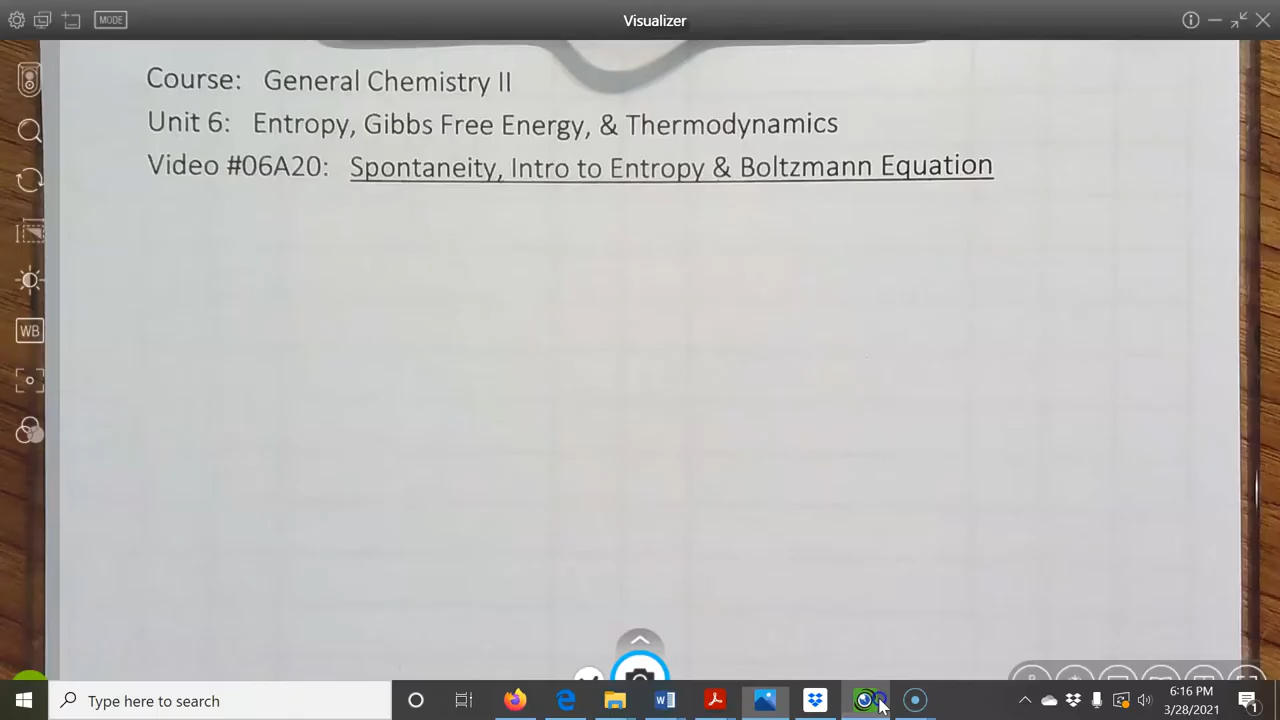 MODE
Visualizer
Course: General Chemistry II
Unit 6: Entropy, Gibbs Free Energy, & Thermodynamics
Video #06A20: Spontaneity, Intro to Entropy & Boltzmann Equation
WB
Type here to search
6:16 PM
3/28/2021
1